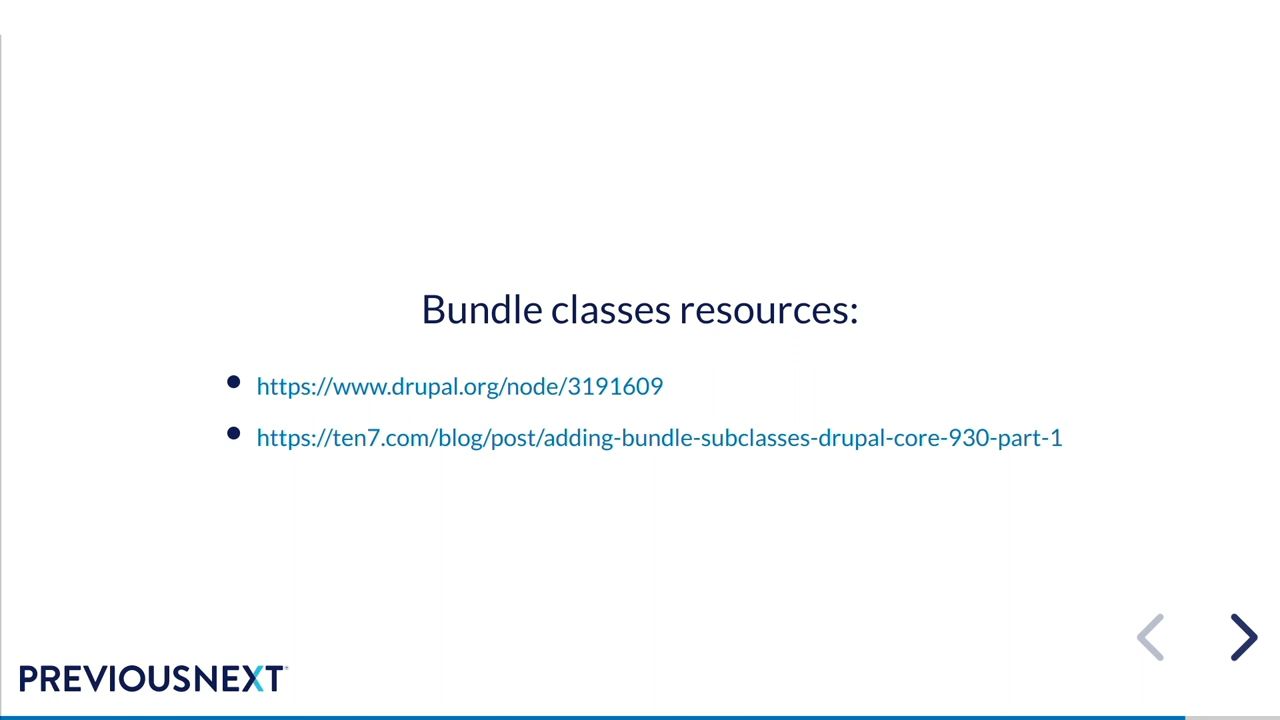 Bundle classes resources:
https://www.drupal.org/node/3191609
https://ten7.com/blog/post/adding-bundle-subclasses-drupal-core-930-part-1
PREVIOUSNEXT